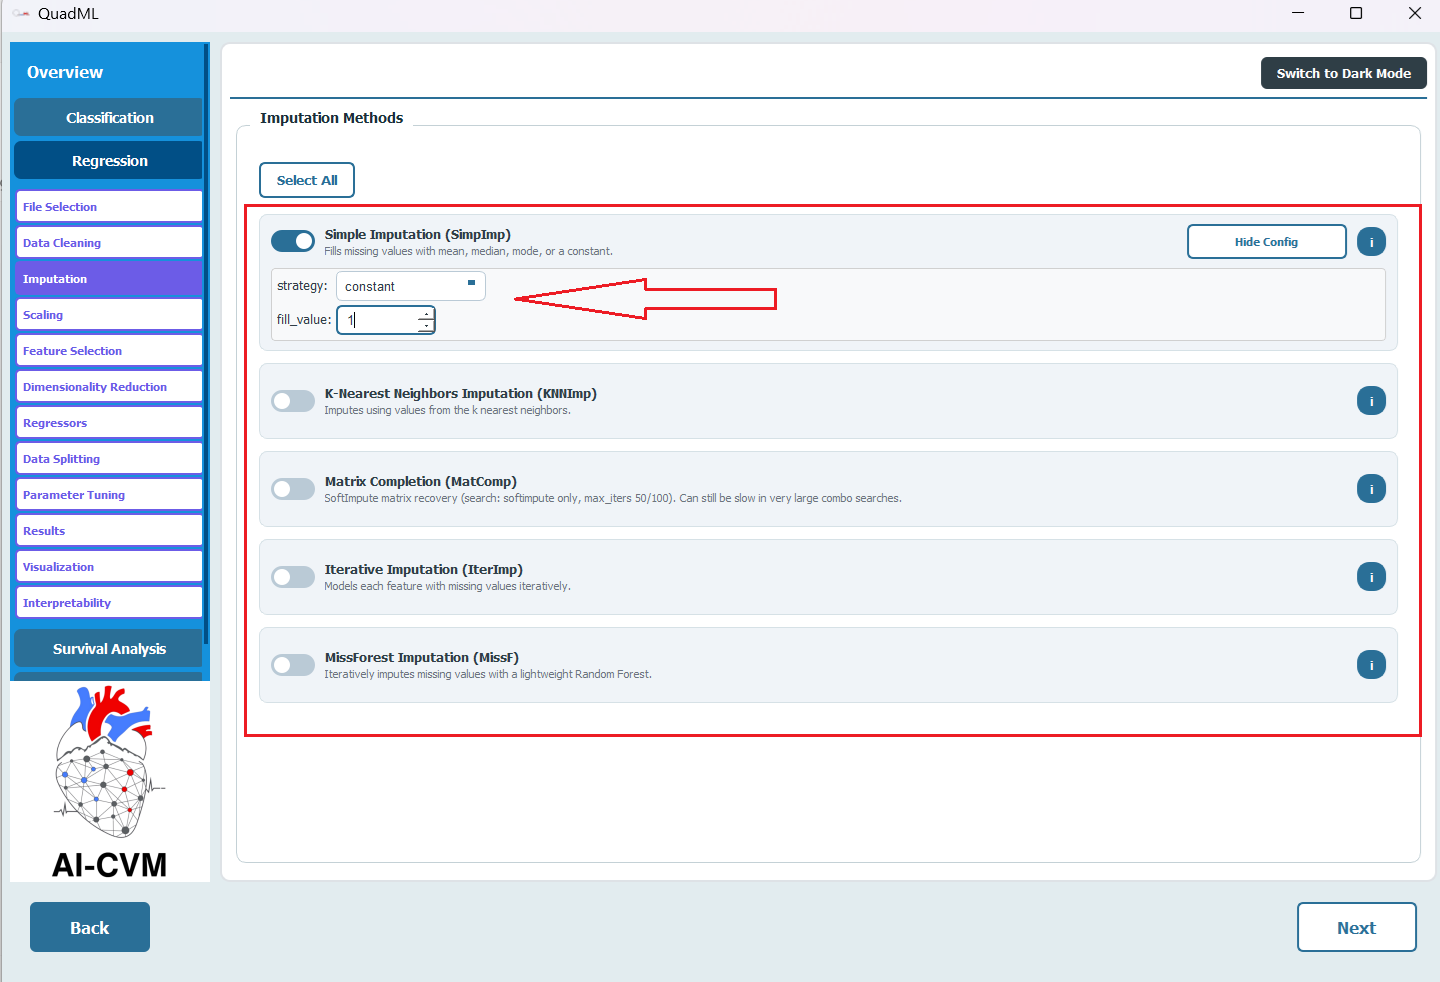 QuadML
Overview
Classification
Regression
File Selection
Data Cleaning
Imputation
Scaling
Feature Selection
Dimensionality Reduction
Regressors
Data Splitting
Parameter Tuning
Results
Visualization
Interpretability
Survival Analysis
AI-CVM
Back
Switch to Dark Mode
Imputation Methods
Select All
Simple Imputation (SimpImp)
Fills missing values with mean, median, mode, or a constant.
Hide Config
i
strategy: constant
fill_value: 1
K-Nearest Neighbors Imputation (KNNImp)
Imputes using values from the k nearest neighbors.
i
Matrix Completion (MatComp)
SoftImpute matrix recovery (search: softimpute only, max_iters 50/100). Can still be slow in very large combo searches.
i
Iterative Imputation (IterImp)
Models each feature with missing values iteratively.
i
MissForest Imputation (MissF)
Iteratively imputes missing values with a lightweight Random Forest.
i
Next